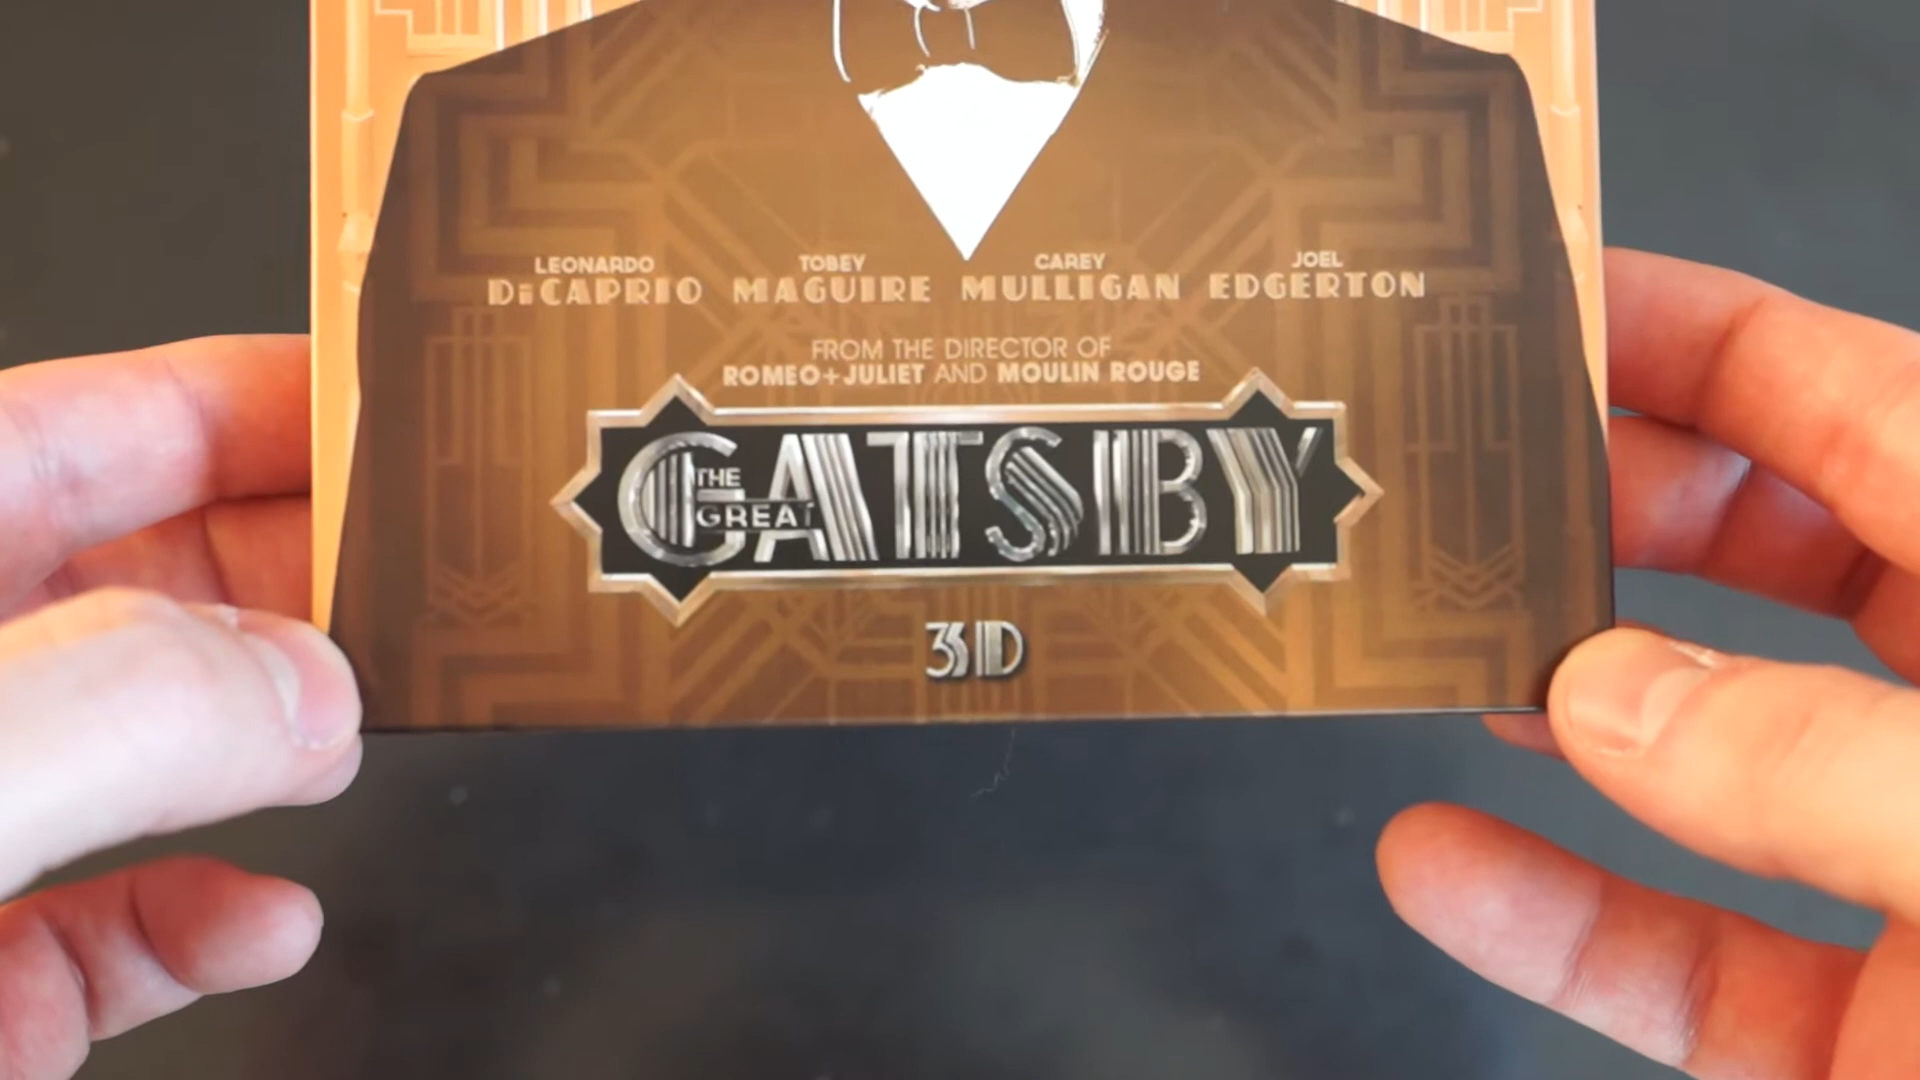 LEONARDO TOBEY CAREY JOEL
DiCAPRIO MAGUIRE MULLIGAN EDGERTON
FROM THE DIRECTOR OF
ROMEO+JULIET AND MOULIN ROUGE
THE GREAT
GATSBY
3D